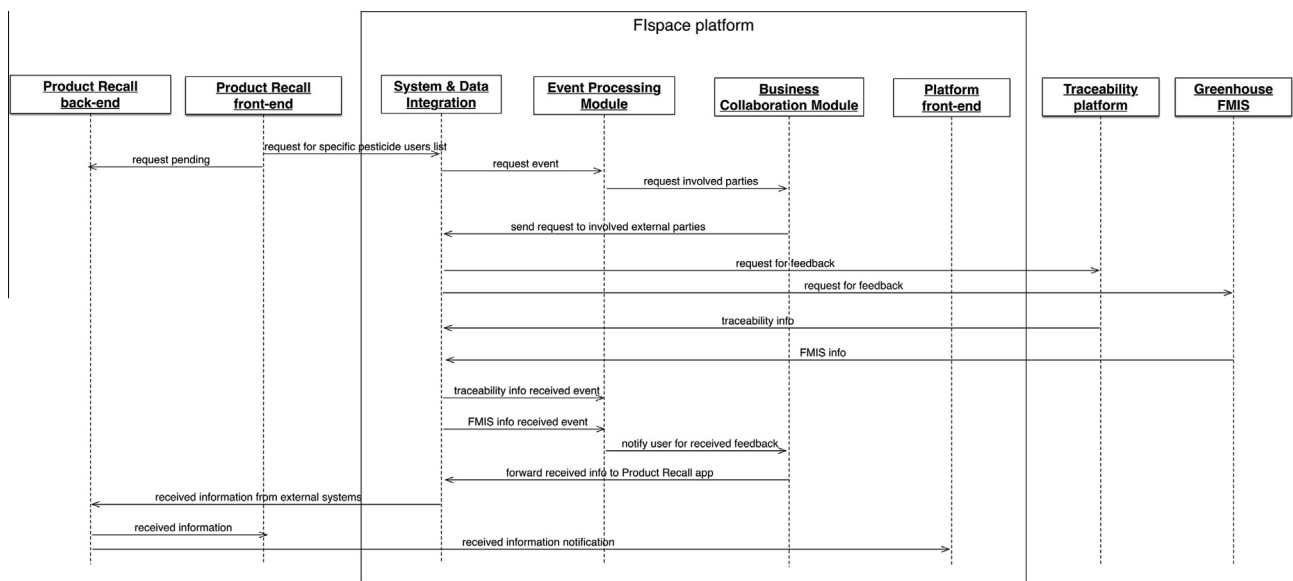 FIspace platform
Product Recall
back-end
Product Recall
front-end
System & Data
Integration
Event Processing
Module
Business
Collaboration Module
Platform
front-end
Traceability
platform
Greenhouse
FMIS
request for specific pesticide users list
request pending
request event
request involved parties
send request to involved external parties
request for feedback
request for feedback
traceability info
FMIS info
traceability info received event
FMIS info received event
notify user for received feedback
forward received info to Product Recall app
received information from external systems
received information
received information notification